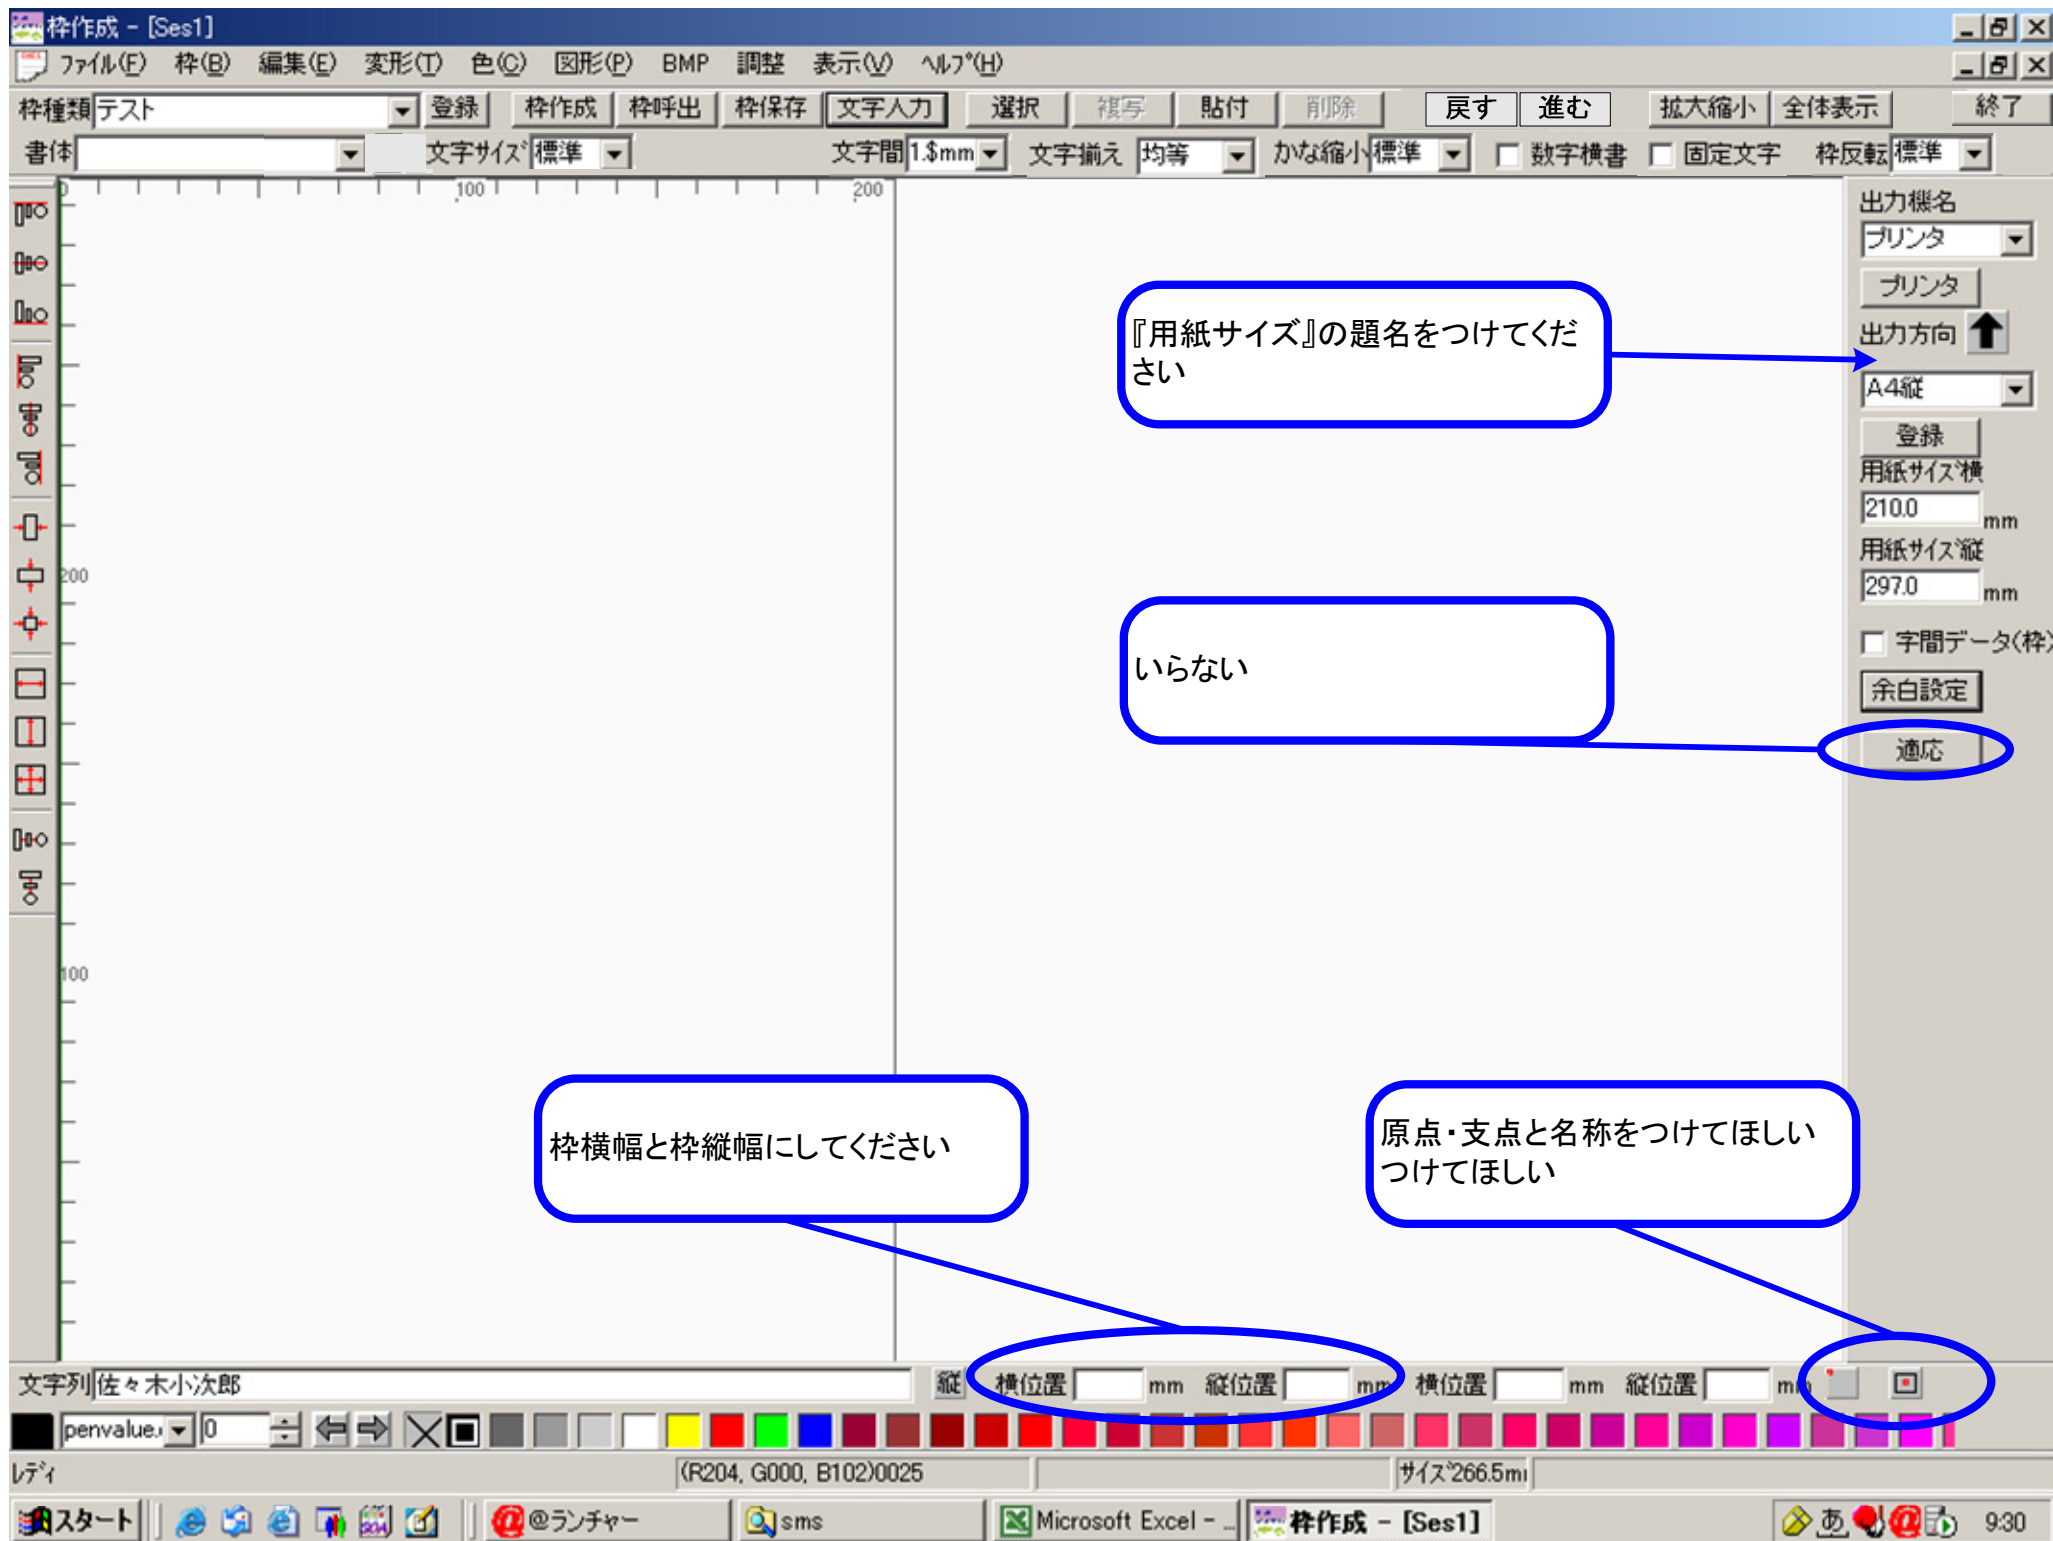 枠作成 - [Ses1]
ファイル(F) 枠(B) 編集(E) 変形(T) 色(C) 図形(P) BMP 調整 表示(V) ヘルプ(H)
枠種類 テスト 登録 枠作成 枠呼出 枠保存 文字入力 選択 複写 貼付 削除 戻す 進む 拡大縮小 全体表示 終了
書体 文字サイズ 標準 文字間 1.$mm 文字揃え 均等 かな縮小 標準 数字横書 固定文字 枠反転 標準
0 100 200
出力機名
プリンタ
プリンタ
出力方向
『用紙サイズ』の題名をつけてくだ
さい
A4縦
登録
用紙サイズ横
210.0 mm
用紙サイズ縦
297.0 mm
200
字間データ(枠)
いらない
余白設定
適応
100
枠横幅と枠縦幅にしてください
原点・支点と名称をつけてほしい
つけてほしい
文字列 佐々木小次郎 縦 横位置 mm 縦位置 mm 横位置 mm 縦位置 mm
penvalue. 0
レディ (R204, G000, B102)0025 サイズ266.5m
スタート @ランチャー sms Microsoft Excel - ... 枠作成 - [Ses1] あ 9:30